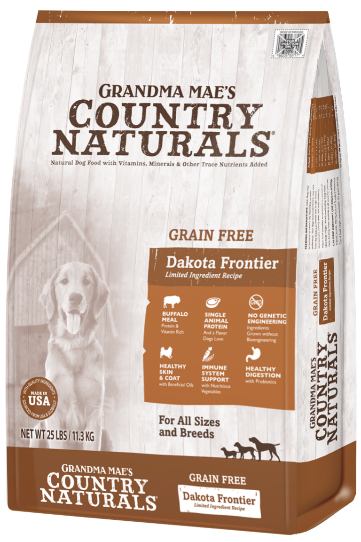 GRANDMA MAE'S
COUNTRY
NATURALS®
Natural Dog Food with Vitamins, Minerals & Other Trace Nutrients Added
GRAIN FREE
Dakota Frontier
Limited Ingredient Recipe
BUFFALO
MEAL
Protein &
Vitamin Rich
SINGLE
ANIMAL
PROTEIN
And a Flavor
Dogs Love
NO GENETIC
ENGINEERING
Ingredients
Grown without
Bioengineering
HEALTHY
SKIN
& COAT
with Beneficial Oils
IMMUNE
SYSTEM
SUPPORT
with Nutritious
Vegetables
HEALTHY
DIGESTION
with Probiotics
For All Sizes
and Breeds
MADE IN
USA
NET WT 25 LBS / 11.3 KG
GRANDMA MAE'S
COUNTRY
NATURALS®
GRAIN FREE
Dakota Frontier
Limited Ingredient Recipe
GRAIN FREE
Dakota Frontier
GRANDMA MAE'S
COUNTRY
NATURALS